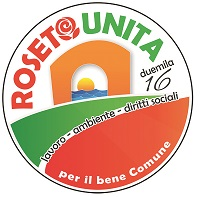 ROSETO UNITA
duemila
16
lavoro - ambiente - diritti sociali
per il bene Comune